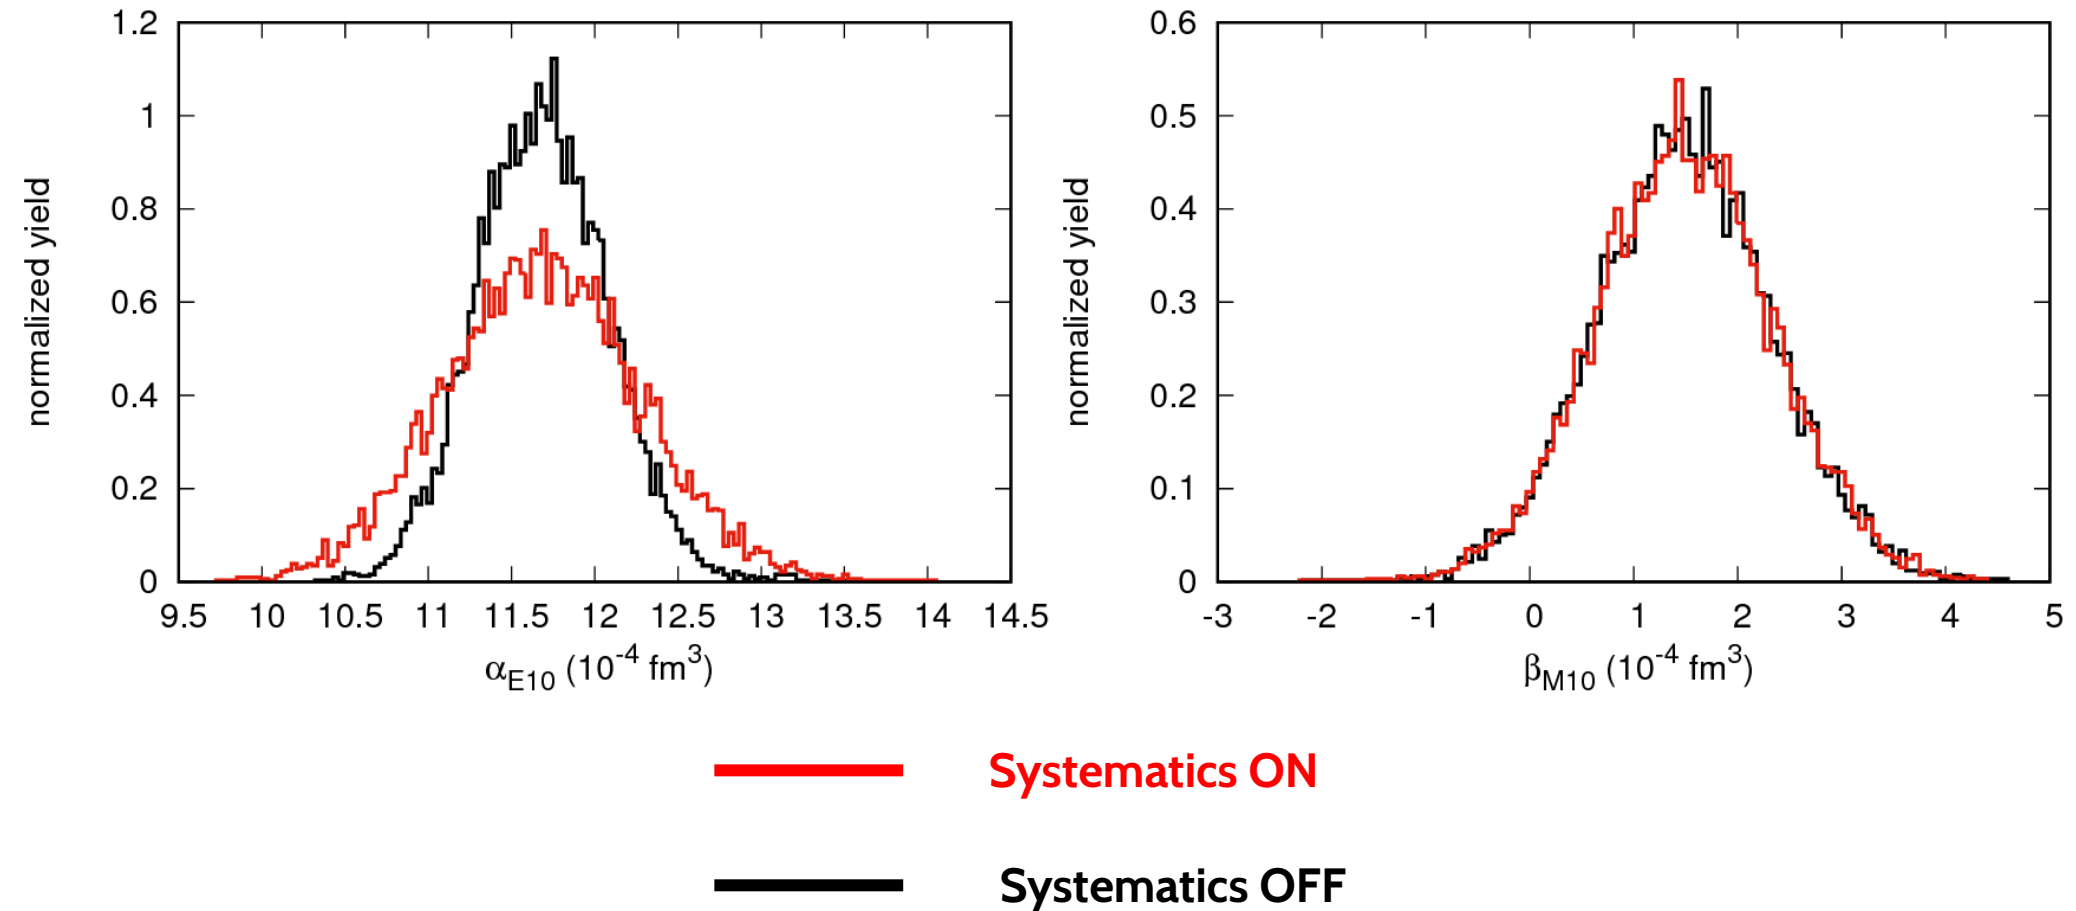 1.2
1
0.8
0.6
0.4
0.2
0
normalized yield
9.5 10 10.5 11 11.5 12 12.5 13 13.5 14 14.5
αE10 (10-4 fm3)
0.6
0.5
0.4
0.3
0.2
0.1
0
normalized yield
-3 -2 -1 0 1 2 3 4 5
βM10 (10-4 fm3)
Systematics ON
Systematics OFF